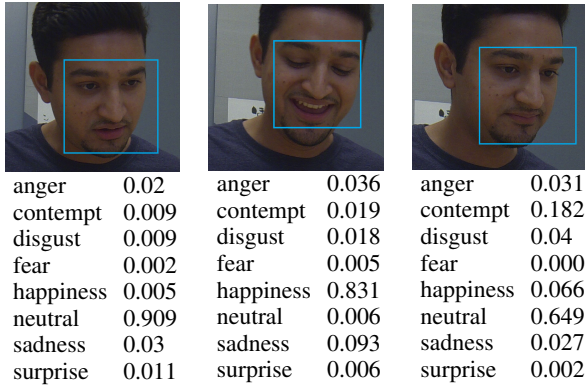 anger 0.02
contempt 0.009
disgust 0.009
fear 0.002
happiness 0.005
neutral 0.909
sadness 0.03
surprise 0.011
anger 0.036
contempt 0.019
disgust 0.018
fear 0.005
happiness 0.831
neutral 0.006
sadness 0.093
surprise 0.006
anger 0.031
contempt 0.182
disgust 0.04
fear 0.000
happiness 0.066
neutral 0.649
sadness 0.027
surprise 0.002